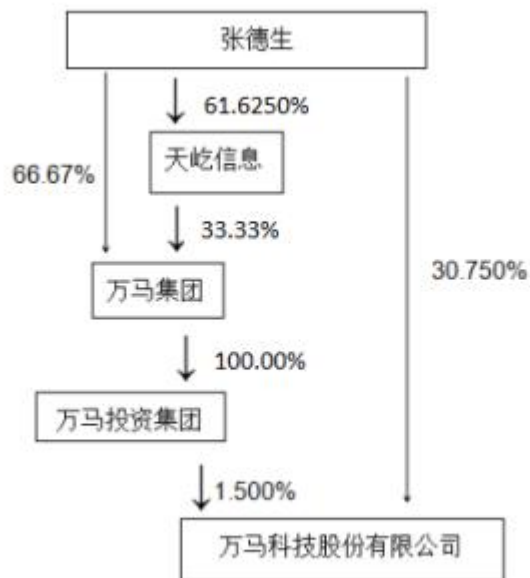 张德生
61.6250%
天屹信息
66.67%
33.33%
30.750%
万马集团
100.00%
万马投资集团
1.500%
万马科技股份有限公司